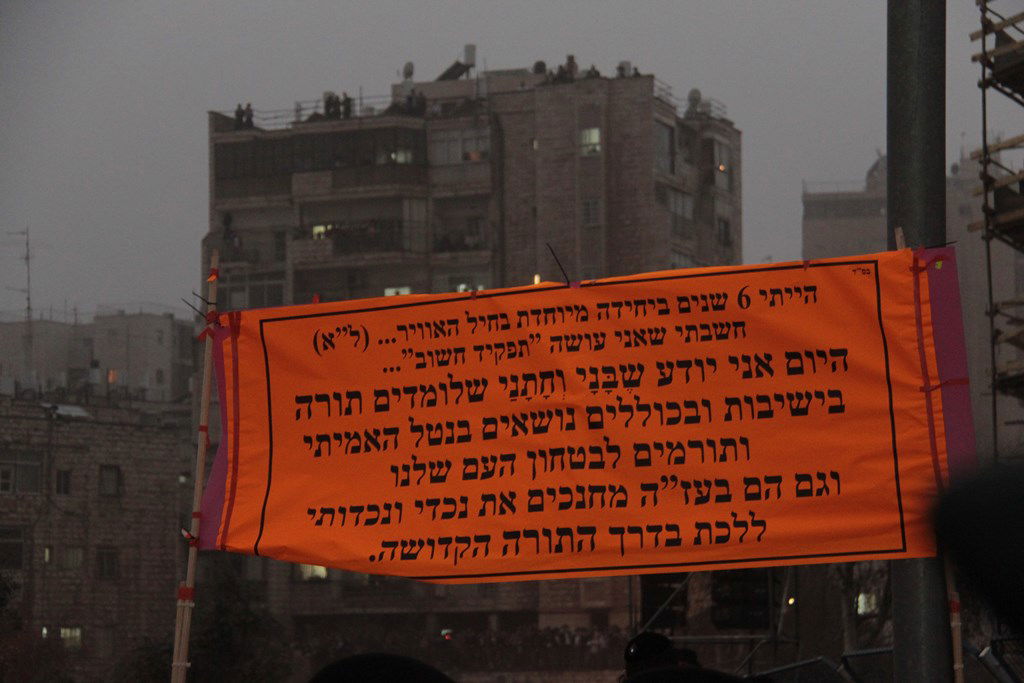 בס"ד
הייתי 6 שנים ביחידה מיוחדת בחיל האוויר... (ל"א)
חשבתי שאני עושה "תפקיד חשוב"...
היום אני יודע שבָּנַי וְחֲתָנַי שלומדים תורה
בישיבות ובכוללים נושאים בנטל האמיתי
ותורמים לבטחון העם שלנו
וגם הם בעז"ה מחנכים את נכדי ונכדותי
ללכת בדרך התורה הקדושה.